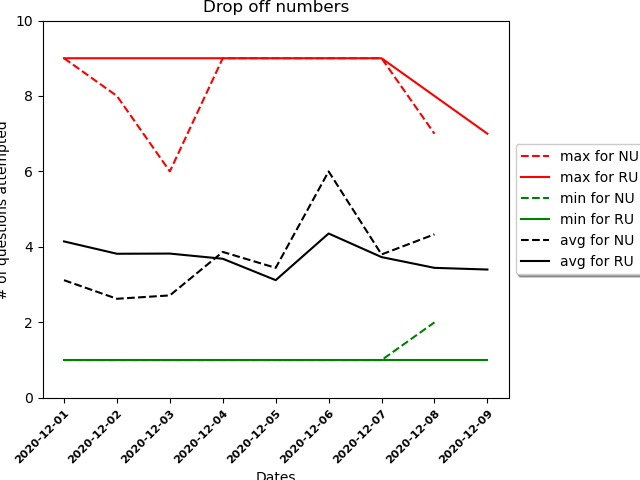 Drop off numbers
# of questions attempted
10
8
6
4
2
0
2020-12-01
2020-12-02
2020-12-03
2020-12-04
2020-12-05
2020-12-06
2020-12-07
2020-12-08
2020-12-09
Dates
max for NU
max for RU
min for NU
min for RU
avg for NU
avg for RU